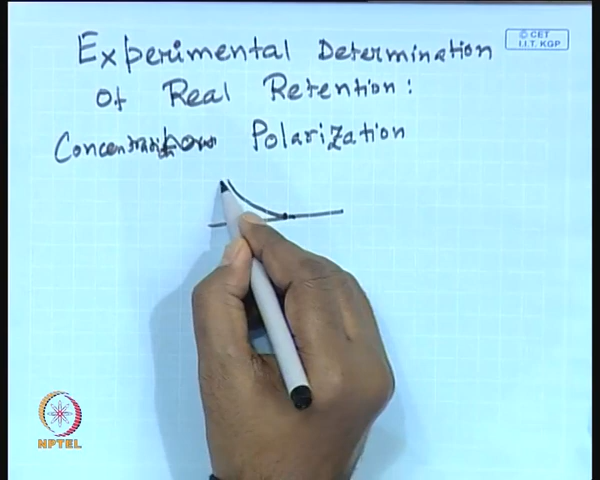 Experimental Determination
© CET
I.I.T. KGP
Of Real Retention:
Concentration Polarization
NPTEL